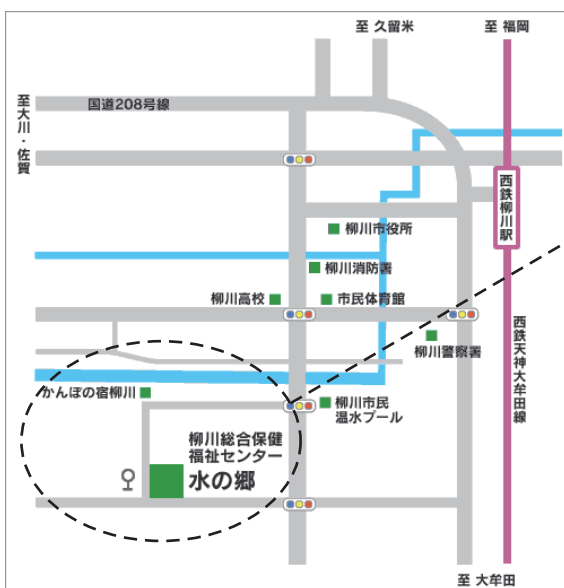 至 久留米
至 福岡
至大川・佐賀
国道208号線
西鉄柳川駅
柳川市役所
柳川消防署
柳川高校
市民体育館
西鉄天神大牟田線
柳川警察署
かんぽの宿柳川
柳川市民
温水プール
柳川総合保健
福祉センター
水の郷
至 大牟田